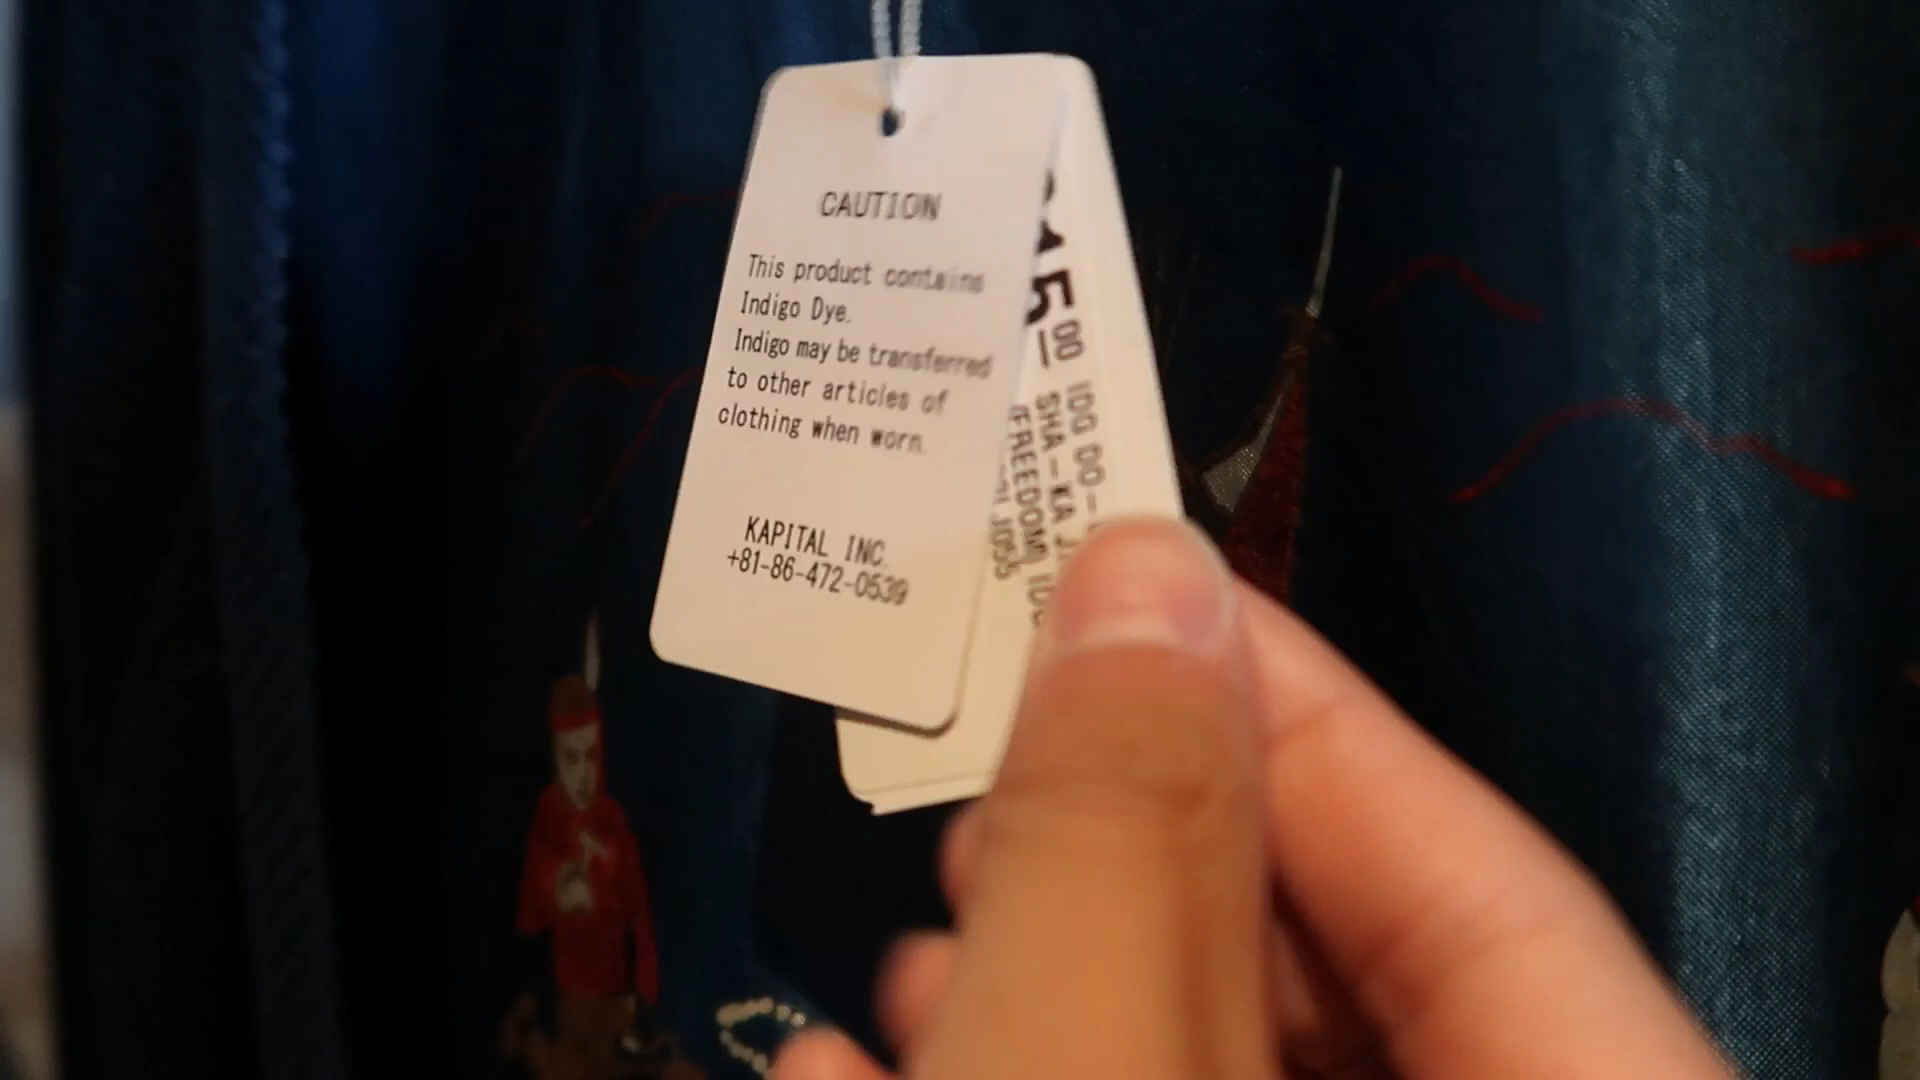 CAUTION
This product contains
Indigo Dye.
Indigo may be transferred
to other articles of
clothing when worn.
KAPITAL INC.
+81-86-472-0539
00
IDG DO-
SHA-KA
(FREEDOM)